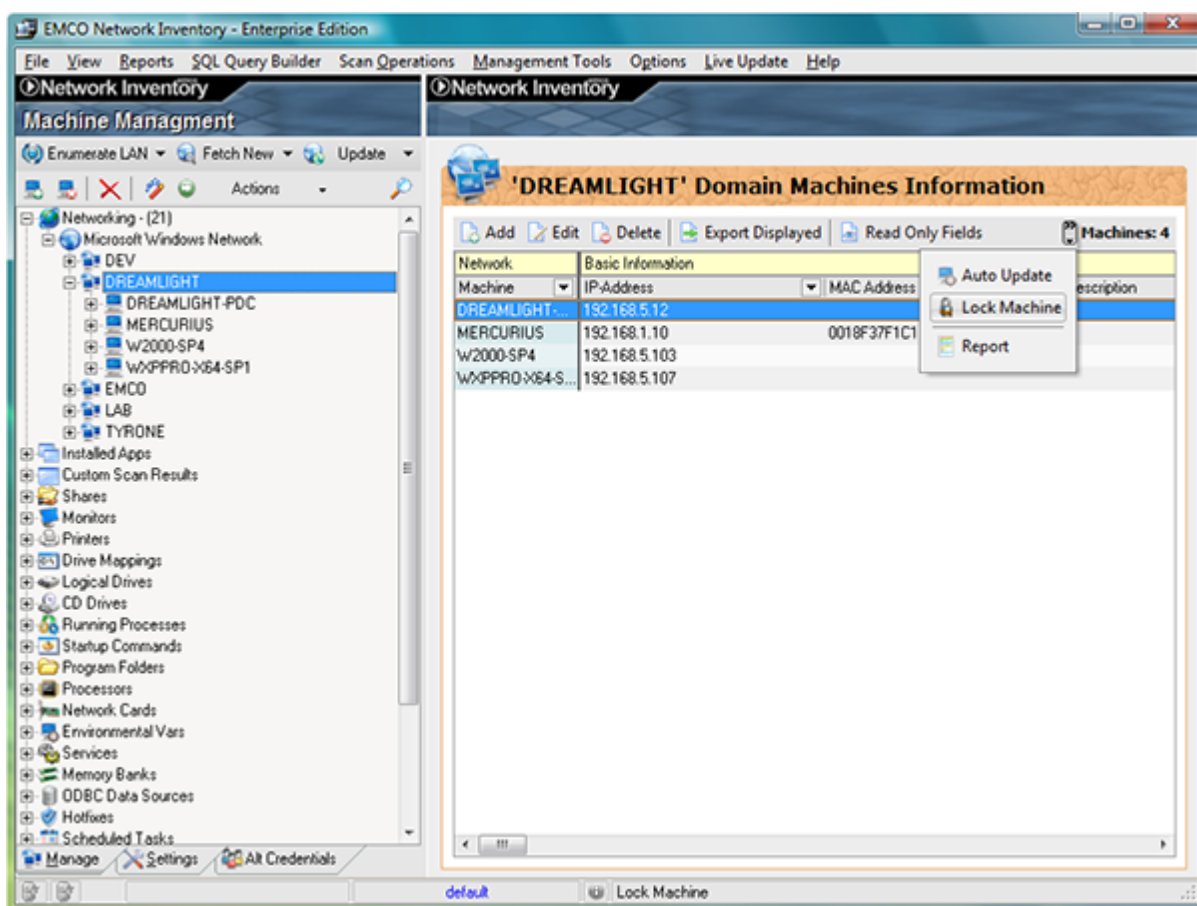 EMCO Network Inventory - Enterprise Edition
File View Reports SQL Query Builder Scan Operations Management Tools Options Live Update Help
Network Inventory
Machine Managment
Enumerate LAN Fetch New Update
Actions
Networking - (21)
Microsoft Windows Network
DEV
DREAMLIGHT
DREAMLIGHT-PDC
MERCURIUS
W2000-SP4
WXPPRO-X64-SP1
EMCO
LAB
TYRONE
Installed Apps
Custom Scan Results
Shares
Monitors
Printers
Drive Mappings
Logical Drives
CD Drives
Running Processes
Startup Commands
Program Folders
Processors
Network Cards
Environmental Vars
Services
Memory Banks
ODBC Data Sources
Hotfixes
Scheduled Tasks
Manage Settings Alt Credentials
Network Inventory
'DREAMLIGHT' Domain Machines Information
Add Edit Delete Export Displayed Read Only Fields Machines: 4
Network Basic Information
Machine IP-Address MAC Address escription
DREAMLIGHT-... 192.168.5.12
MERCURIUS 192.168.1.10 0018F37F1C1
W2000-SP4 192.168.5.103
WXPPRO-X64-S... 192.168.5.107
Auto Update
Lock Machine
Report
default Lock Machine